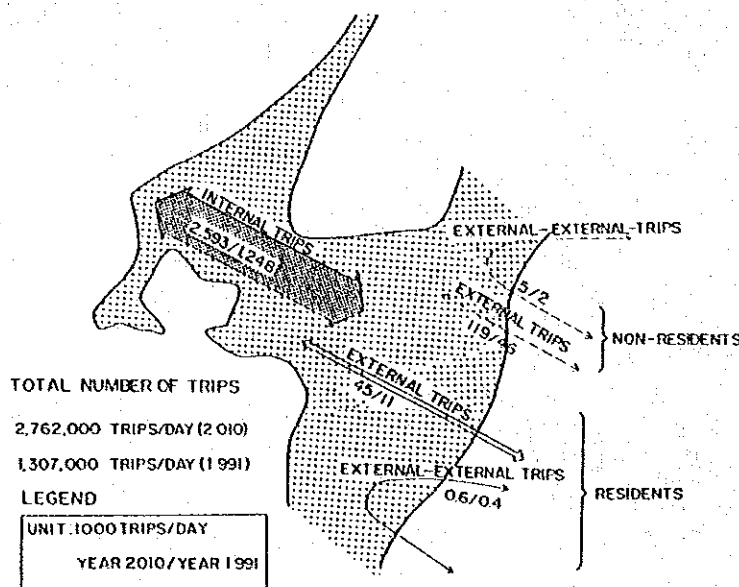 INTERNAL TRIPS
2,593/1,248
EXTERNAL-EXTERNAL-TRIPS
5/2
EXTERNAL TRIPS
119/46
NON-RESIDENTS
EXTERNAL TRIPS
45/11
TOTAL NUMBER OF TRIPS
2,762,000 TRIPS/DAY (2010)
1,307,000 TRIPS/DAY (1991)
EXTERNAL-EXTERNAL TRIPS
0.6/0.4
RESIDENTS
LEGEND
UNIT:1000 TRIPS/DAY
YEAR 2010/YEAR 1991